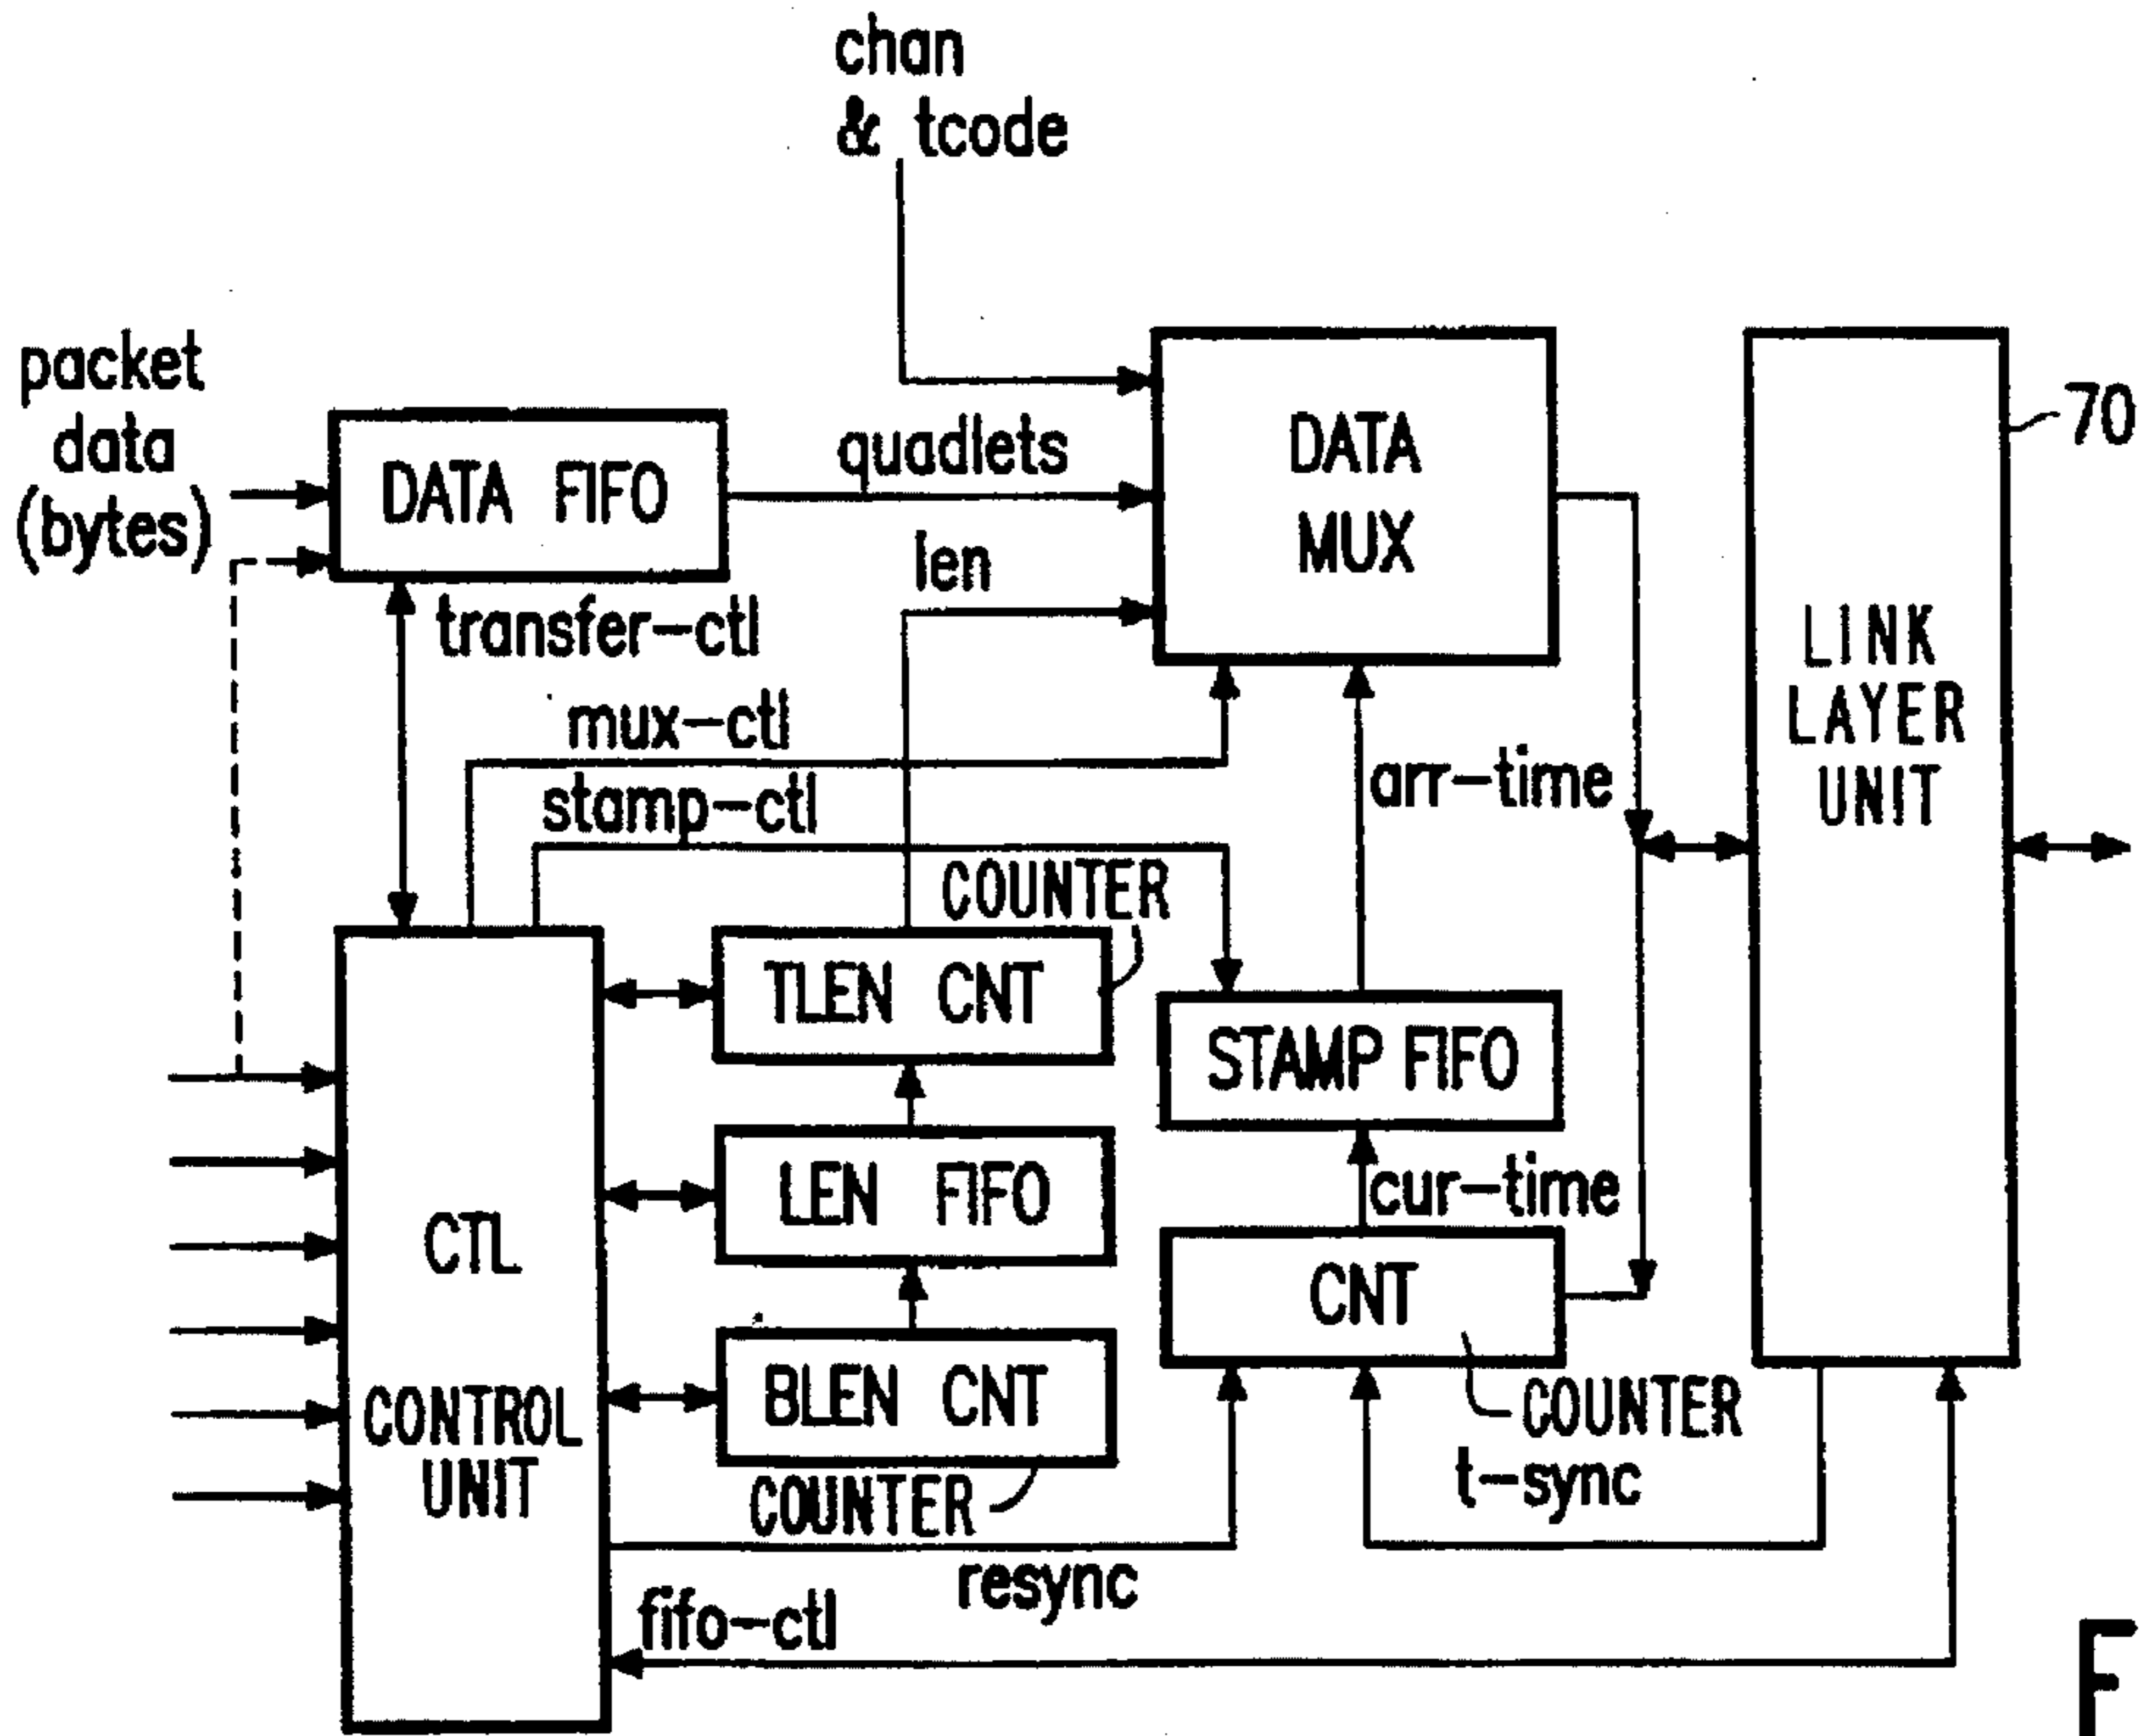 chan
& tcode
packet
data
(bytes)
DATA FIFO
quadlets
len
DATA
MUX
LINK
LAYER
UNIT
70
transfer-ctl
mux-ctl
stamp-ctl
arr-time
COUNTER
TLEN CNT
STAMP FIFO
LEN FIFO
cur-time
CTL
CONTROL
UNIT
CNT
BLEN CNT
COUNTER
COUNTER
t-sync
resync
fifo-ctl
F